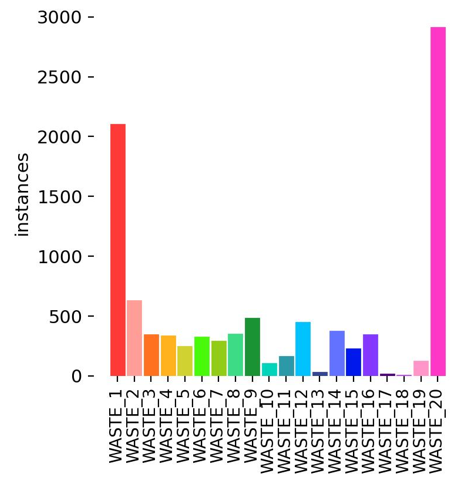 3000
2500
2000
1500
1000
500
0
instances
WASTE_1
WASTE_2
WASTE_3
WASTE_4
WASTE_5
WASTE_6
WASTE_7
WASTE_8
WASTE_9
WASTE_10
WASTE_11
WASTE_12
WASTE_13
WASTE_14
WASTE_15
WASTE_16
WASTE_17
WASTE_18
WASTE_19
WASTE_20